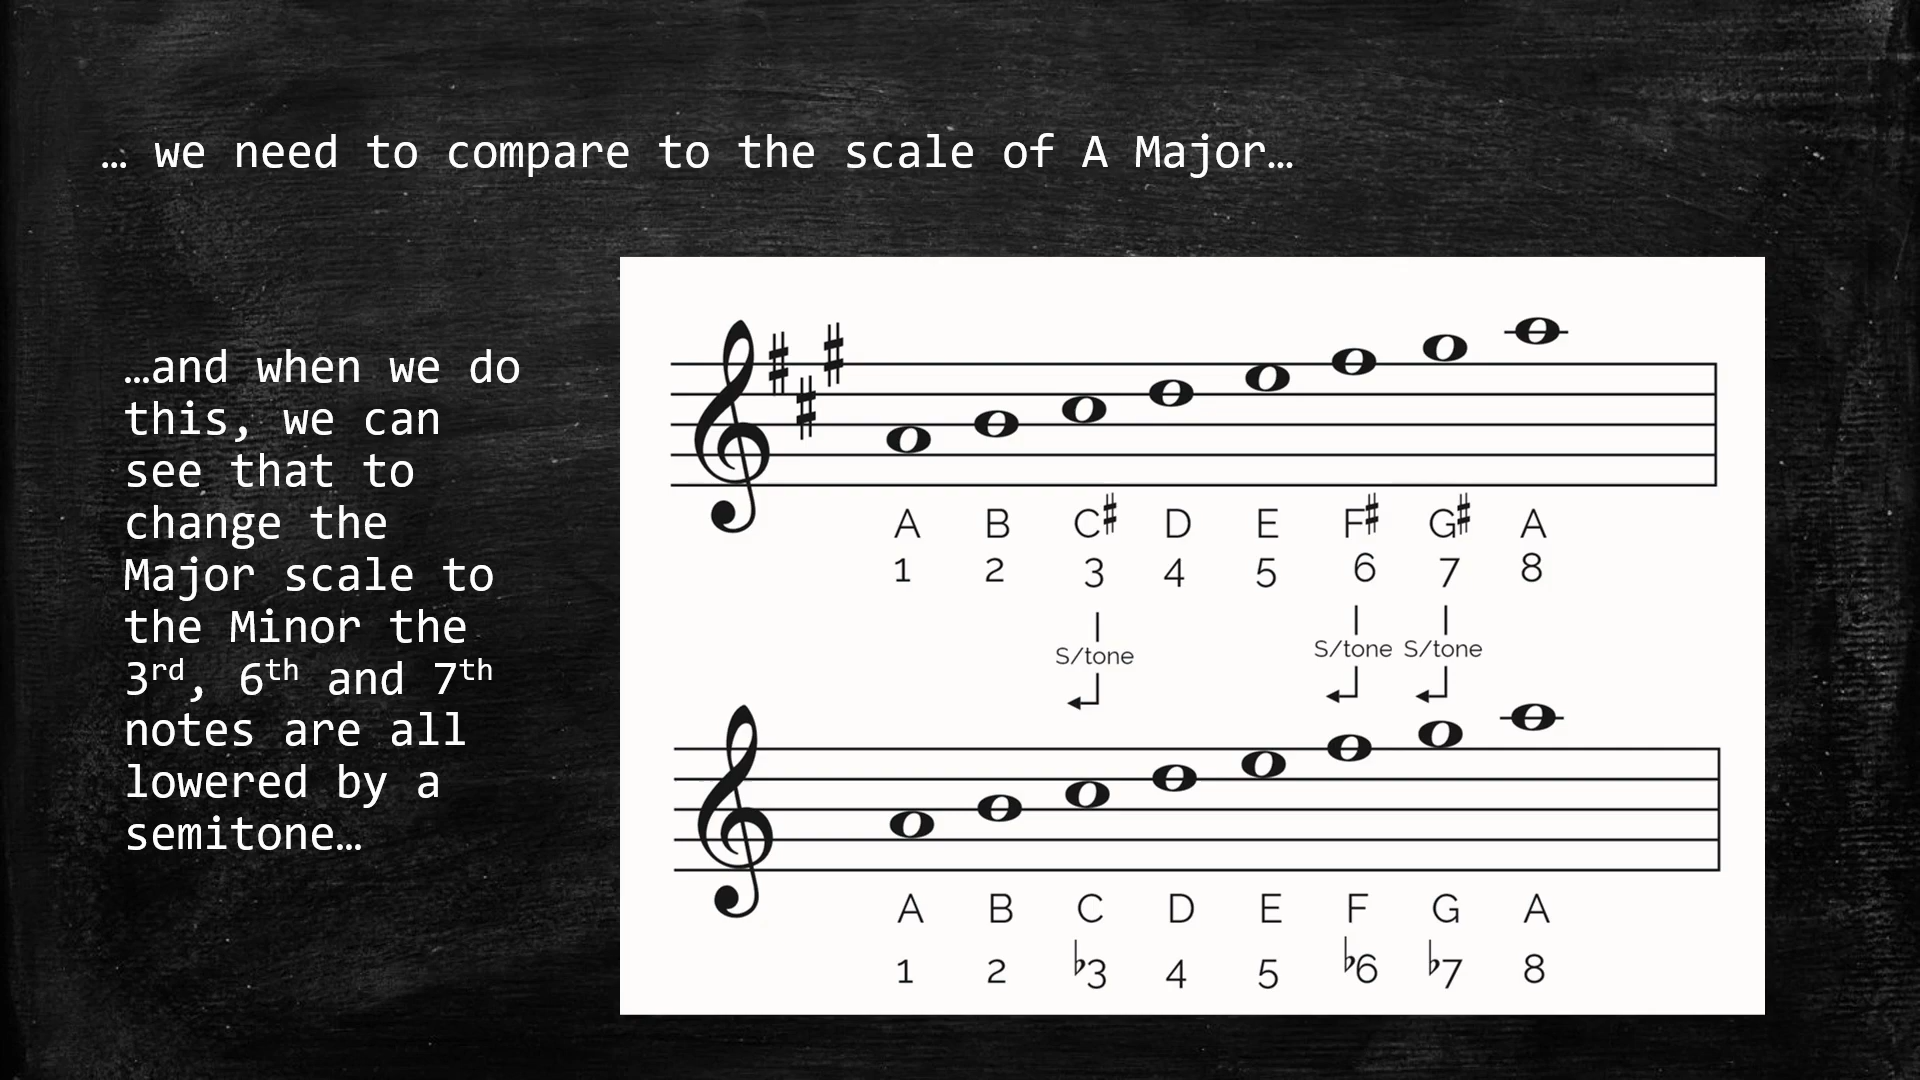 … we need to compare to the scale of A Major…
…and when we do
this, we can
see that to
change the
Major scale to
the Minor the
3rd, 6th and 7th
notes are all
lowered by a
semitone…
A B C♯ D E F♯ G♯ A
1 2 3 4 5 6 7 8
S/tone S/tone S/tone
A B C D E F G A
1 2 ♭3 4 5 ♭6 ♭7 8